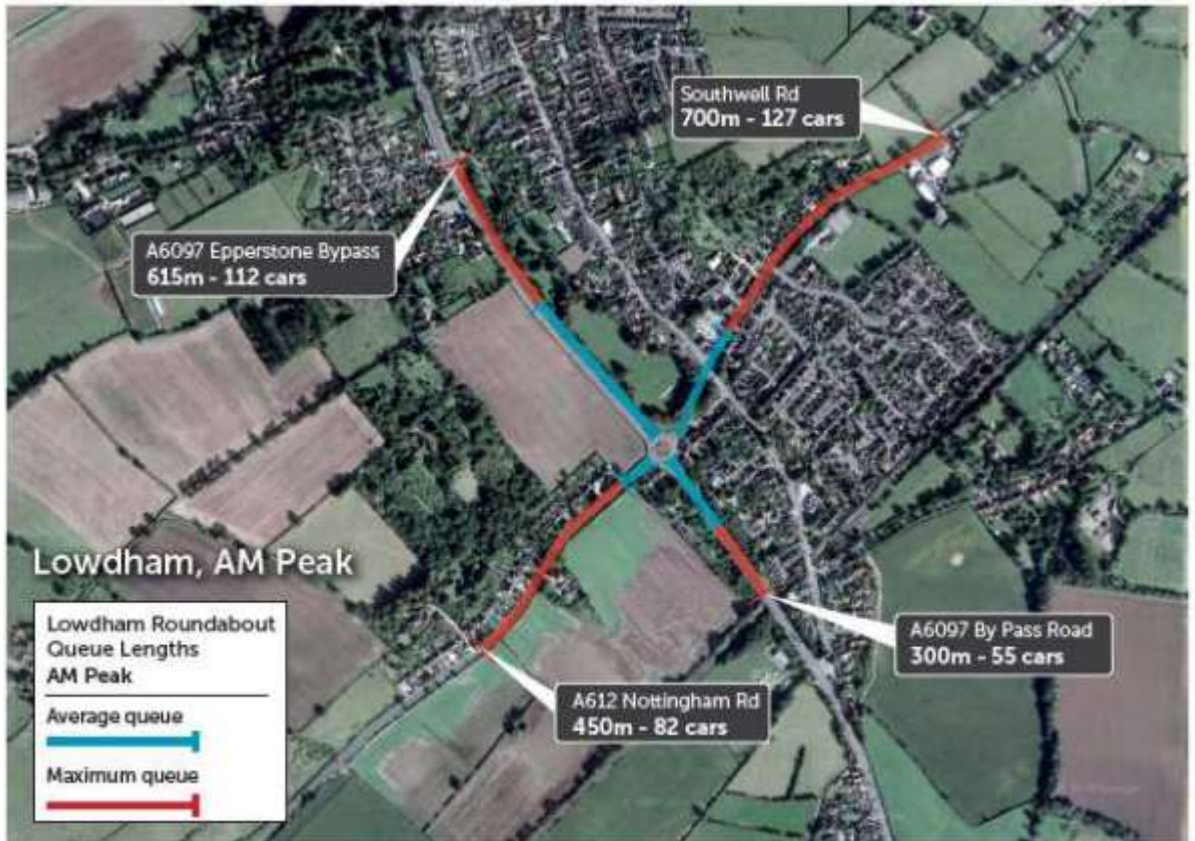 Southwell Rd
700m - 127 cars
A6097 Epperstone Bypass
615m - 112 cars
Lowdham, AM Peak
Lowdham Roundabout
Queue Lengths
AM Peak
Average queue
Maximum queue
A6097 By Pass Road
300m - 55 cars
A612 Nottingham Rd
450m - 82 cars